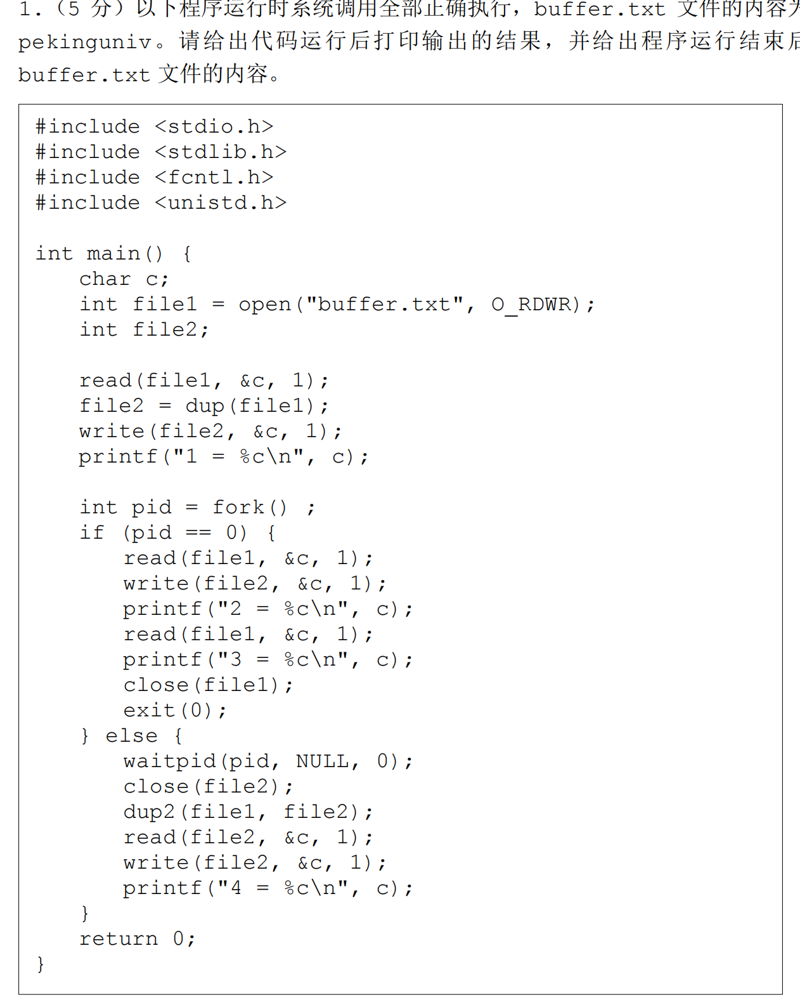 1.（5 分）以下程序运行时系统调用全部正确执行，buffer.txt 文件的内容为
pekinguniv。请给出代码运行后打印输出的结果，并给出程序运行结束后
buffer.txt 文件的内容。
#include <stdio.h>
#include <stdlib.h>
#include <fcntl.h>
#include <unistd.h>
int main() {
char c;
int file1 = open("buffer.txt", O_RDWR);
int file2;
read(file1, &c, 1);
file2 = dup(file1);
write(file2, &c, 1);
printf("1 = %c\n", c);
int pid = fork() ;
if (pid == 0) {
read(file1, &c, 1);
write(file2, &c, 1);
printf("2 = %c\n", c);
read(file1, &c, 1);
printf("3 = %c\n", c);
close(file1);
exit(0);
} else {
waitpid(pid, NULL, 0);
close(file2);
dup2(file1, file2);
read(file2, &c, 1);
write(file2, &c, 1);
printf("4 = %c\n", c);
}
return 0;
}